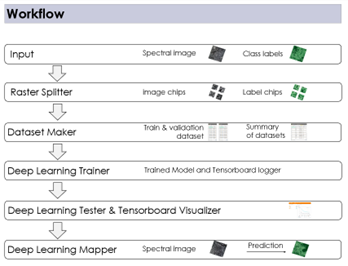 Workflow
Input Spectral image Class labels
Raster Splitter Image chips Label chips
Dataset Maker Train & validation dataset Summary of datasets
Deep Learning Trainer Trained Model and Tensorboard logger
Deep Learning Tester & Tensorboard Visualizer
Deep Learning Mapper Spectral image Prediction